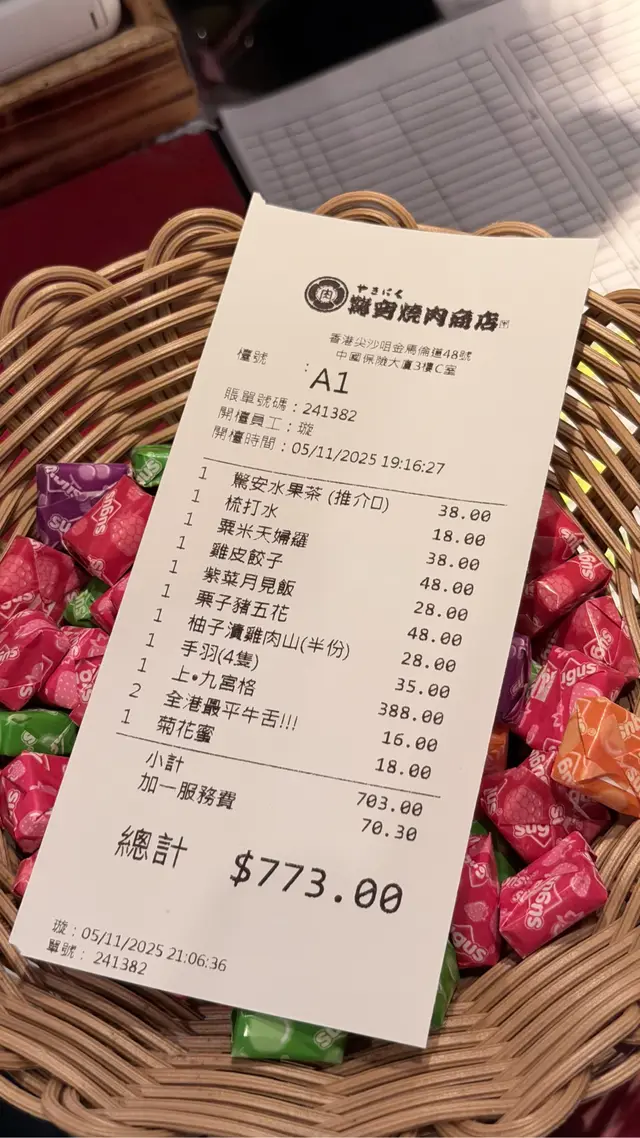 肉
やきにく
驚安燒肉商店
香港尖沙咀金馬倫道48號
中國保險大廈3樓C室
檯號 : A1
賬單號碼：241382
開檯員工：璇
開檯時間：05/11/2025 19:16:27
1 驚安水果茶 (推介口) 38.00
1 梳打水 18.00
1 粟米天婦羅 38.00
1 雞皮餃子 48.00
1 紫菜月見飯 28.00
1 栗子豬五花 48.00
1 柚子漬雞肉山(半份) 28.00
1 手羽(4隻) 35.00
1 上•九宮格 388.00
2 全港最平牛舌!!! 16.00
1 菊花蜜 18.00
小計 703.00
加一服務費 70.30
總計 $773.00
璇：05/11/2025 21:06:36
單號： 241382
Sugus
Sugus
Sugus
Sugus